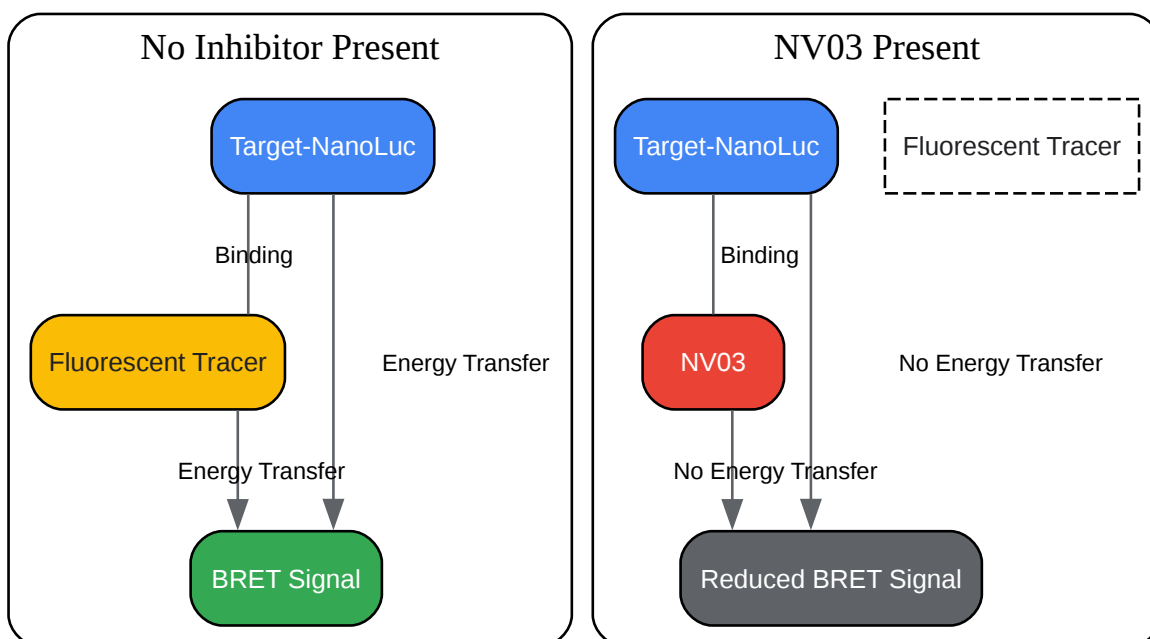 No Inhibitor Present
Target-NanoLuc
Binding
Fluorescent Tracer
Energy Transfer
Energy Transfer
BRET Signal
NV03 Present
Target-NanoLuc
Fluorescent Tracer
Binding
NV03
No Energy Transfer
No Energy Transfer
Reduced BRET Signal